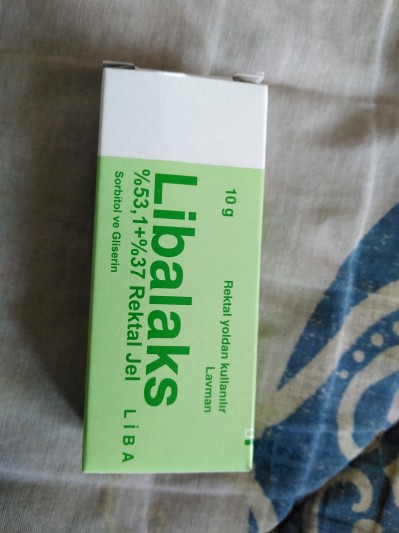 10 g
Rektal yoldan kullanılır
Lavman
Libalaks
%53,1+%37 Rektal Jel
LİBA
Sorbitol ve Gliserin